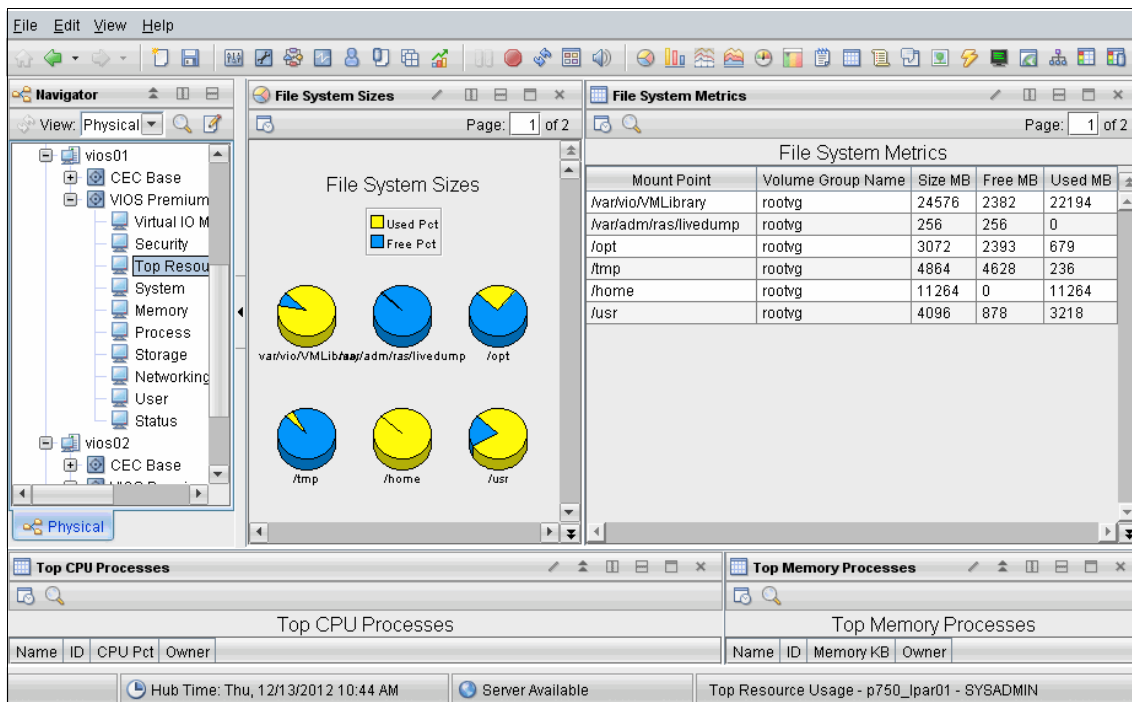 File Edit View Help
Navigator
View: Physical
vios01
CEC Base
VIOS Premium
Virtual IO M
Security
Top Resou
System
Memory
Process
Storage
Networking
User
Status
vios02
CEC Base
Physical
File System Sizes
Page: 1 of 2
File System Sizes
Used Pct
Free Pct
/opt
/tmp /home /usr
File System Metrics
Page: 1 of 2
File System Metrics
Mount Point Volume Group Name Size MB Free MB Used MB
/var/vio/VMLibrary rootvg 24576 2382 22194
/var/adm/ras/livedump rootvg 256 256 0
/opt rootvg 3072 2393 679
/tmp rootvg 4864 4628 236
/home rootvg 11264 0 11264
/usr rootvg 4096 878 3218
Top CPU Processes
Top CPU Processes
Name ID CPU Pct Owner
Top Memory Processes
Top Memory Processes
Name ID Memory KB Owner
Hub Time: Thu, 12/13/2012 10:44 AM Server Available Top Resource Usage - p750_lpar01 - SYSADMIN